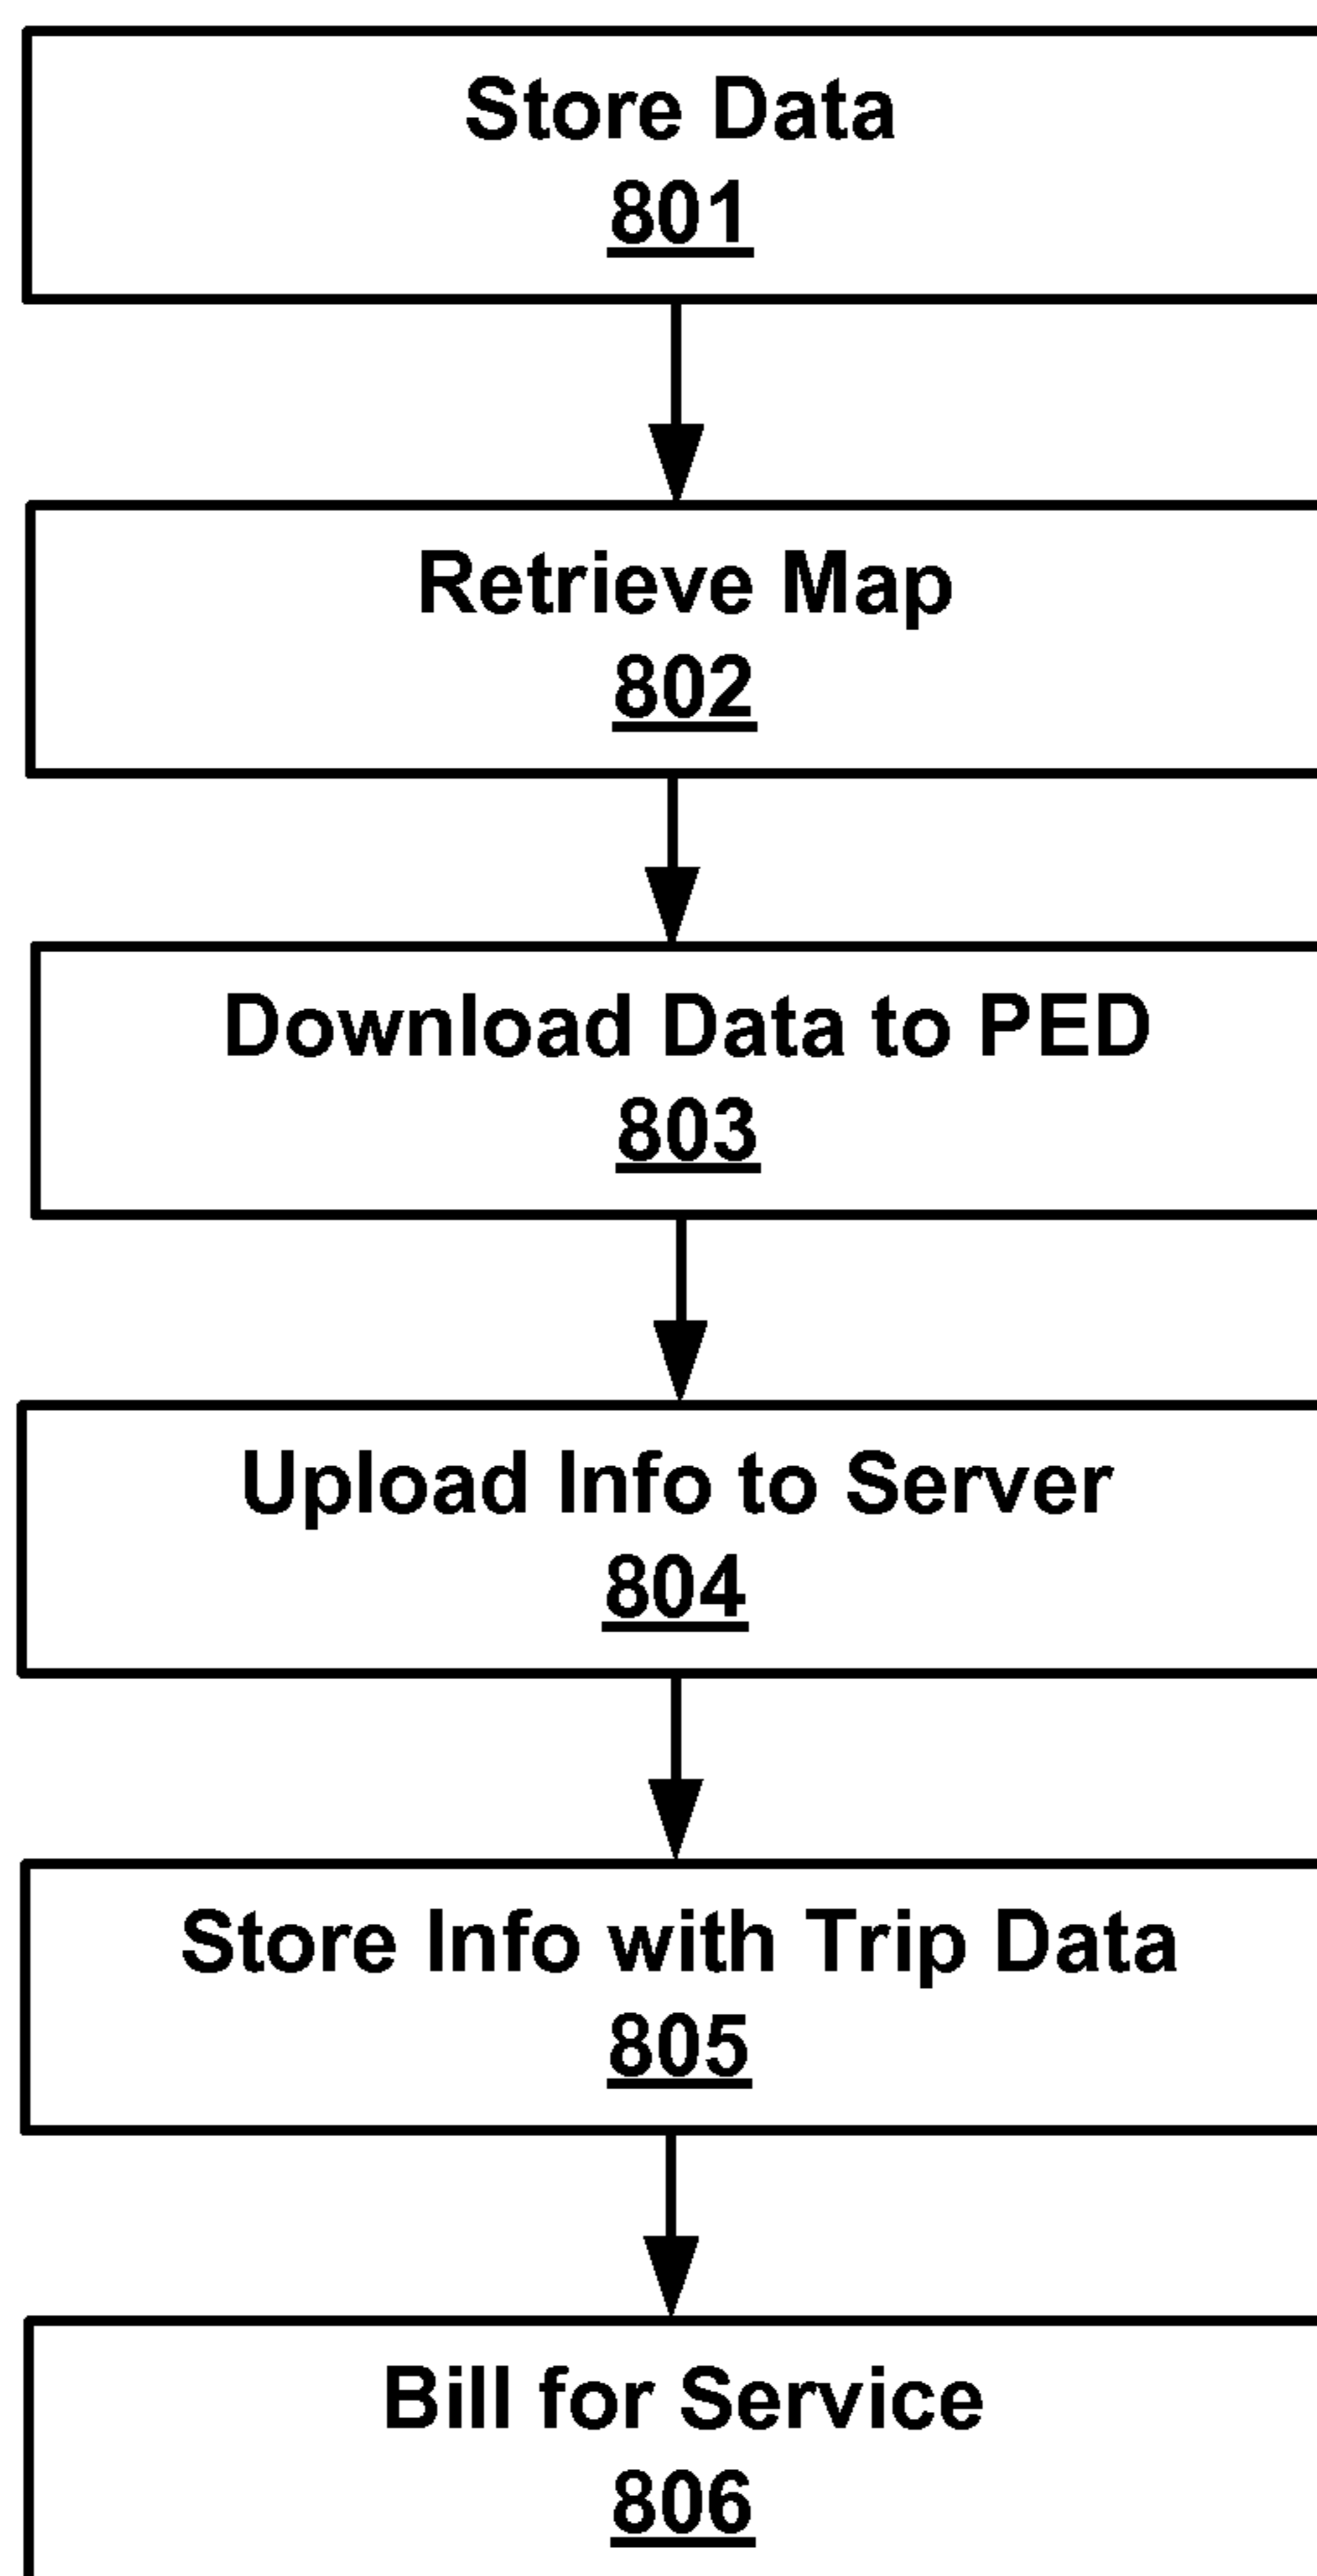 Store Data
801
Retrieve Map
802
Download Data to PED
803
Upload Info to Server
804
Store Info with Trip Data
805
Bill for Service
806